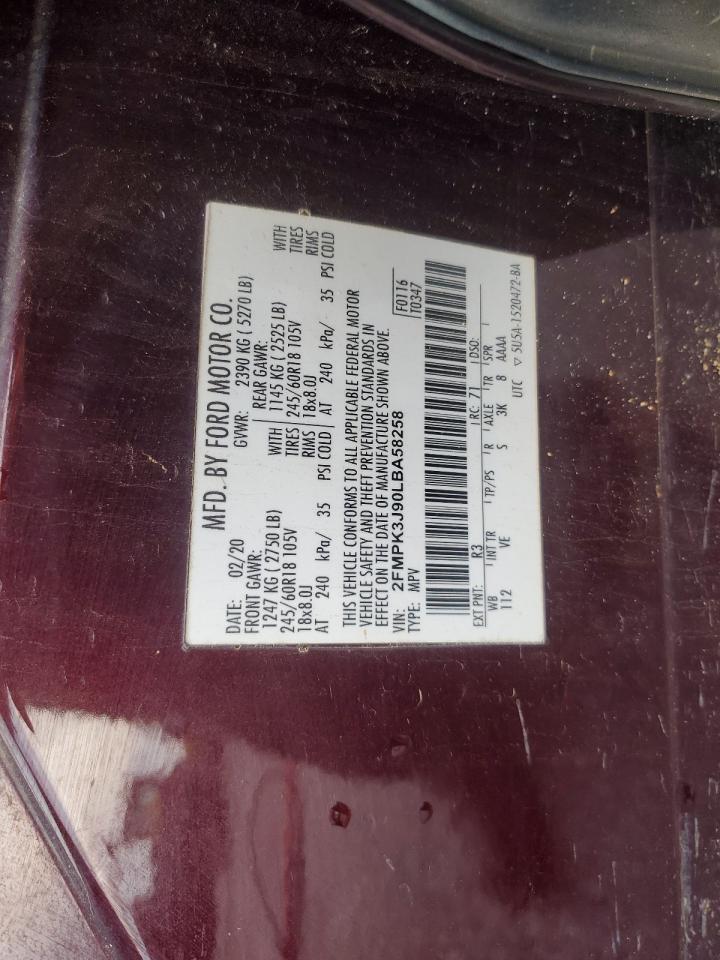 MFD. BY FORD MOTOR CO.
DATE: 02/20 GVWR: 2390 KG ( 5270 LB)
FRONT GAWR: REAR GAWR:
1247 KG ( 2750 LB) WITH 1145 KG ( 2525 LB) WITH
245/60R18 105V TIRES 245/60R18 105V TIRES
18x8.0J RIMS 18x8.0J RIMS
AT 240 kPa/ 35 PSI COLD AT 240 kPa/ 35 PSI COLD
THIS VEHICLE CONFORMS TO ALL APPLICABLE FEDERAL MOTOR
VEHICLE SAFETY AND THEFT PREVENTION STANDARDS IN
EFFECT ON THE DATE OF MANUFACTURE SHOWN ABOVE.
VIN: 2FMPK3J90LBA58258 F0116
TYPE: MPV T0347
EXT PNT: R3 RC: 71 DSO:
WB INT TR TP/PS R AXLE TR SPR
112 VE S 3K 8 AAAA
UTC ▽ 5U5A-1520472-BA